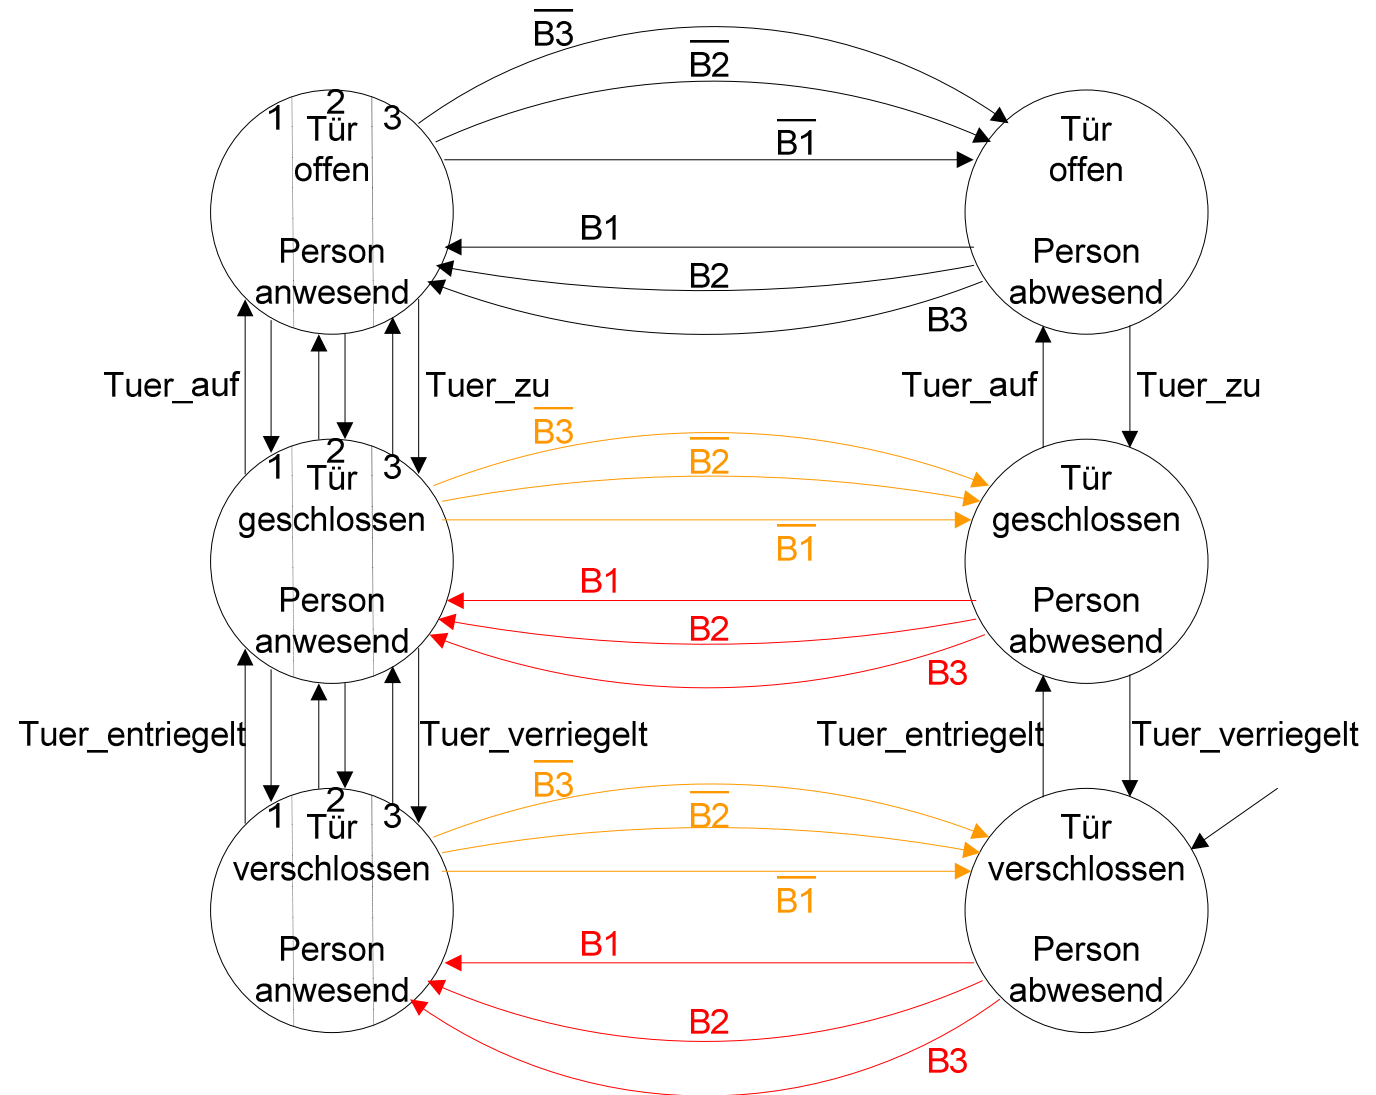 B3
B2
B1
1
2
3
Tür
offen
Person
anwesend
Tür
offen
Person
abwesend
B1
B2
B3
Tuer_auf
Tuer_zu
Tuer_auf
Tuer_zu
B3
B2
B1
1
2
3
Tür
geschlossen
Person
anwesend
Tür
geschlossen
Person
abwesend
B1
B2
B3
Tuer_entriegelt
Tuer_verriegelt
Tuer_entriegelt
Tuer_verriegelt
B3
B2
B1
1
2
3
Tür
verschlossen
Person
anwesend
Tür
verschlossen
Person
abwesend
B1
B2
B3